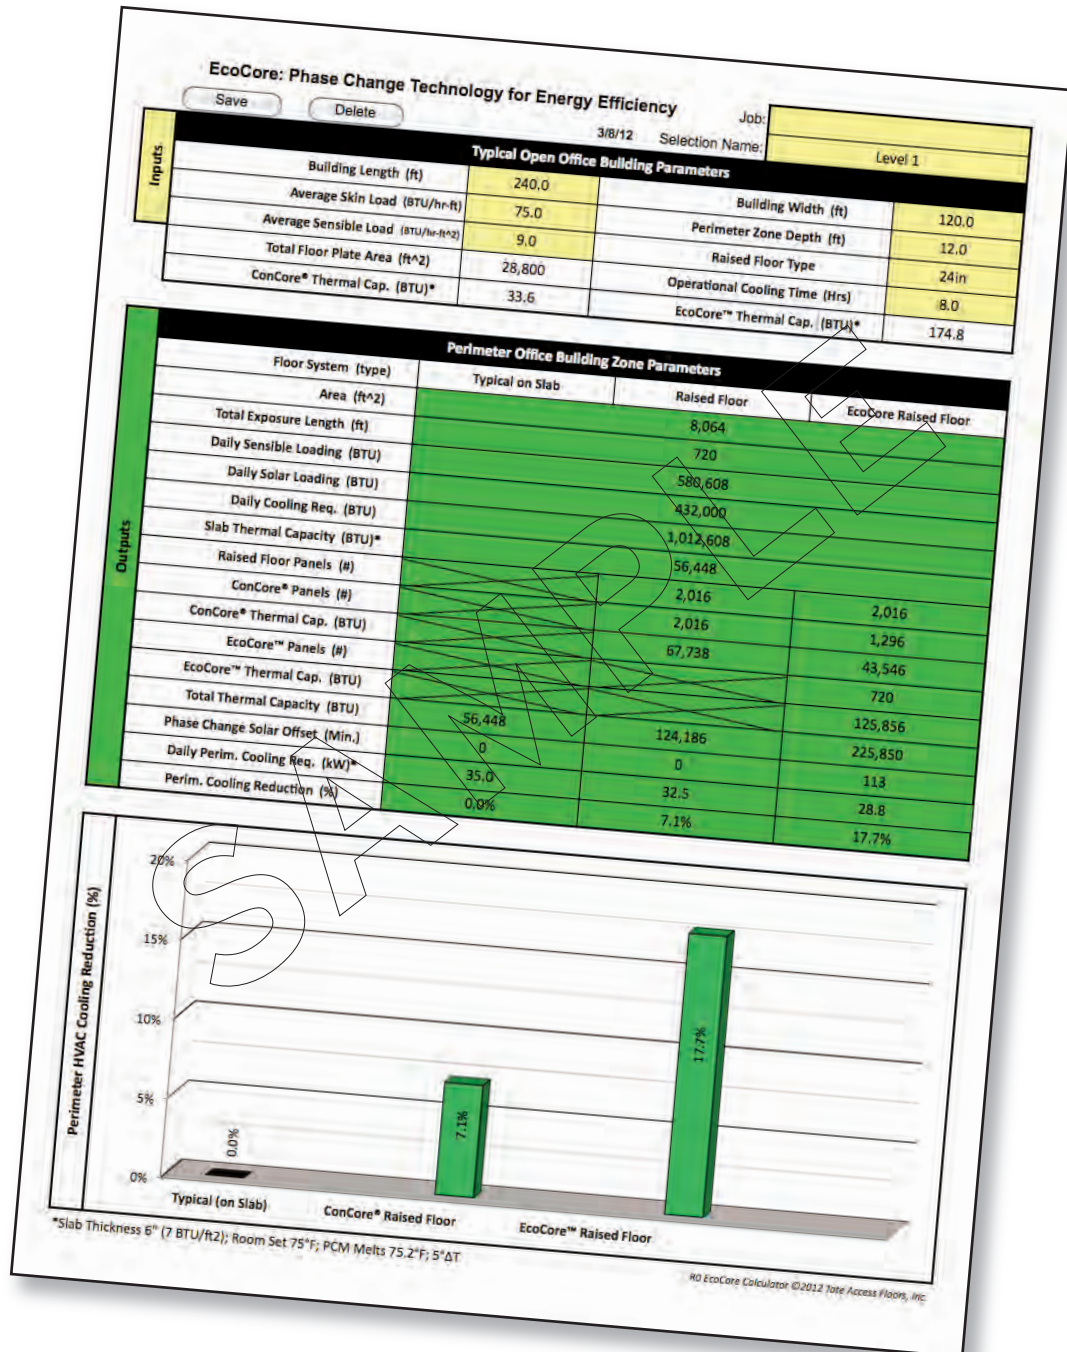 EcoCore: Phase Change Technology for Energy Efficiency
Save Delete
3/8/12
Job:
Selection Name: Level 1
Inputs
Typical Open Office Building Parameters
Building Length (ft) 240.0 Building Width (ft) 120.0
Average Skin Load (BTU/hr-ft) 75.0 Perimeter Zone Depth (ft) 12.0
Average Sensible Load (BTU/hr-ft^2) 9.0 Raised Floor Type 24in
Total Floor Plate Area (ft^2) 28,800 Operational Cooling Time (Hrs) 8.0
ConCore® Thermal Cap. (BTU)* 33.6 EcoCore™ Thermal Cap. (BTU)* 174.8
Outputs
Perimeter Office Building Zone Parameters
Floor System (type) Typical on Slab Raised Floor EcoCore Raised Floor
Area (ft^2) 8,064
Total Exposure Length (ft) 720
Daily Sensible Loading (BTU) 580,608
Daily Solar Loading (BTU) 432,000
Daily Cooling Req. (BTU) 1,012,608
Slab Thermal Capacity (BTU)* 56,448
Raised Floor Panels (#) 2,016 2,016
ConCore® Panels (#) 2,016 1,296
ConCore® Thermal Cap. (BTU) 67,738 43,546
EcoCore™ Panels (#) 720
EcoCore™ Thermal Cap. (BTU) 125,856
Total Thermal Capacity (BTU) 56,448 124,186 225,850
Phase Change Solar Offset (Min.) 0 0 113
Daily Perim. Cooling Req. (kW)* 35.0 32.5 28.8
Perim. Cooling Reduction (%) 0.0% 7.1% 17.7%
SAMPLE
Perimeter HVAC Cooling Reduction (%)
20%
15%
10%
5%
0%
0.0%
7.1%
17.7%
Typical (on Slab) ConCore® Raised Floor EcoCore™ Raised Floor
*Slab Thickness 6" (7 BTU/ft2); Room Set 75°F; PCM Melts 75.2°F; 5°ΔT
R0 EcoCore Calculator ©2012 Tate Access Floors, Inc.